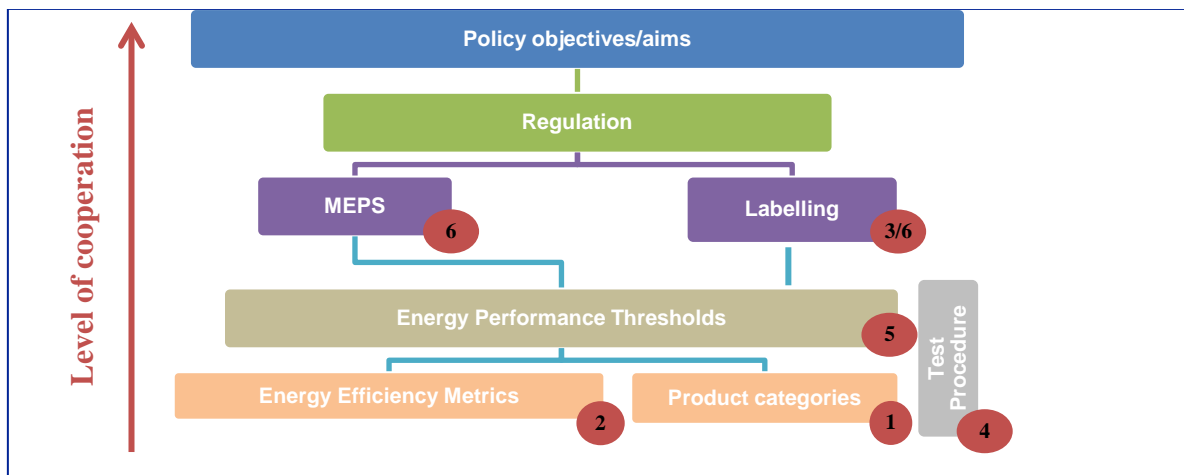 Policy objectives/aims
Regulation
MEPS
6
Labelling
3/6
Level of cooperation
Energy Performance Thresholds
5
Test
Procedure
4
Energy Efficiency Metrics
2
Product categories
1